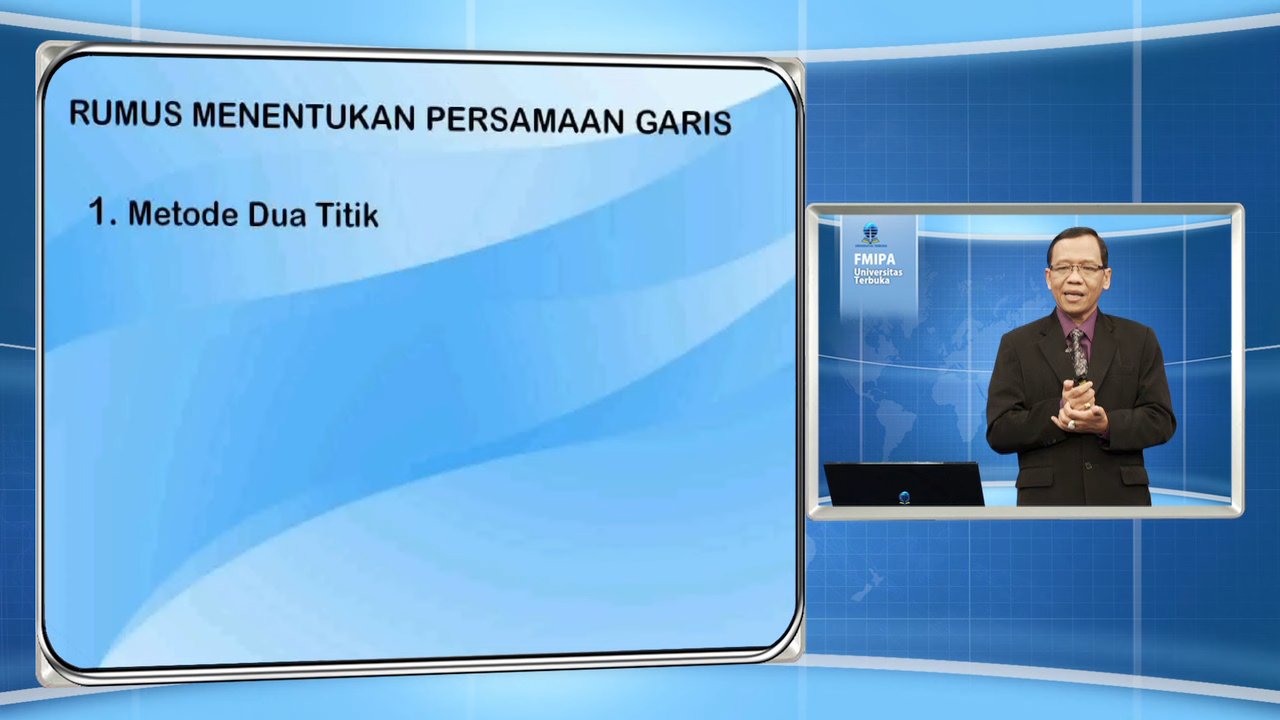 RUMUS MENENTUKAN PERSAMAAN GARIS
1. Metode Dua Titik
FMIPA
Universitas
Terbuka